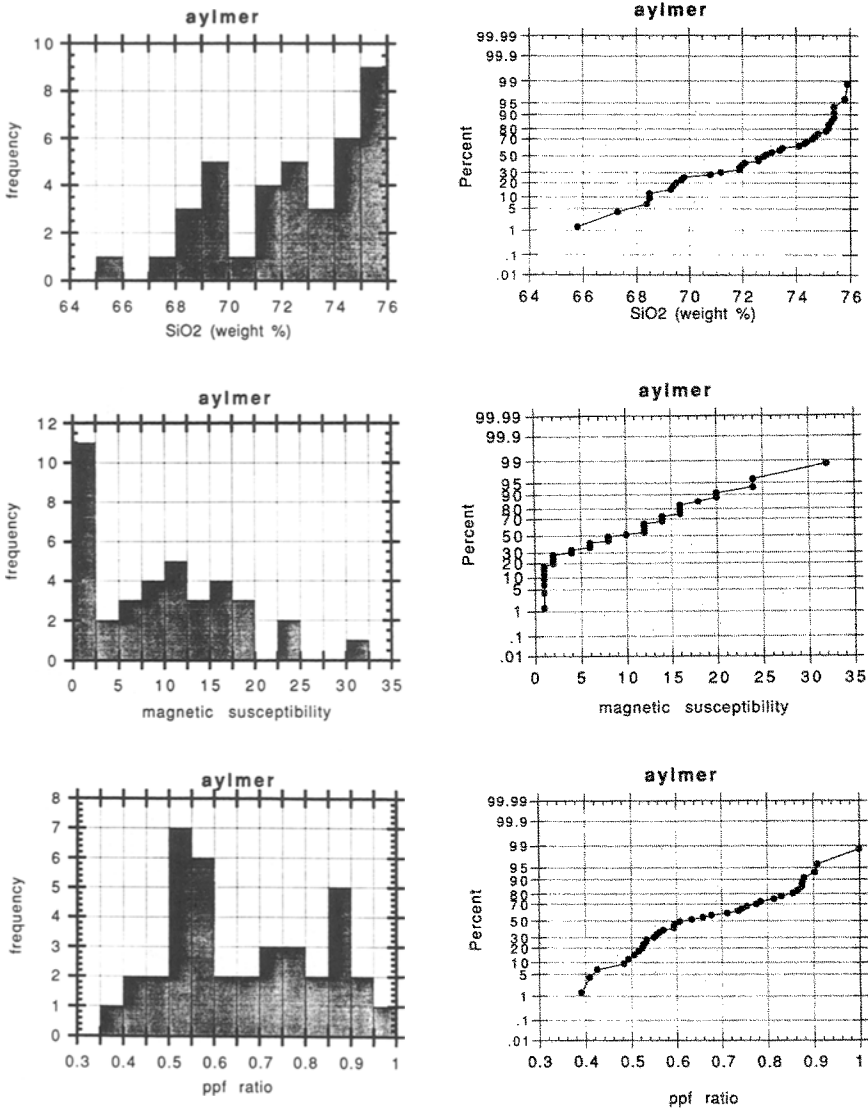 aylmer
10
8
6
4
2
0
frequency
64 66 68 70 72 74 76
SiO2 (weight %)
aylmer
99.99
99.9
99
95
90
80
70
50
30
20
10
5
1
.1
.01
Percent
64 66 68 70 72 74 76
SiO2 (weight %)
aylmer
12
10
8
6
4
2
0
frequency
0 5 10 15 20 25 30 35
magnetic susceptibility
aylmer
99.99
99.9
99
95
90
80
70
50
30
20
10
5
1
.1
.01
Percent
0 5 10 15 20 25 30 35
magnetic susceptibility
aylmer
8
7
6
5
4
3
2
1
0
frequency
0.3 0.4 0.5 0.6 0.7 0.8 0.9 1
ppf ratio
aylmer
99.99
99.9
99
95
90
80
70
50
30
20
10
5
1
.1
.01
Percent
0.3 0.4 0.5 0.6 0.7 0.8 0.9 1
ppf ratio